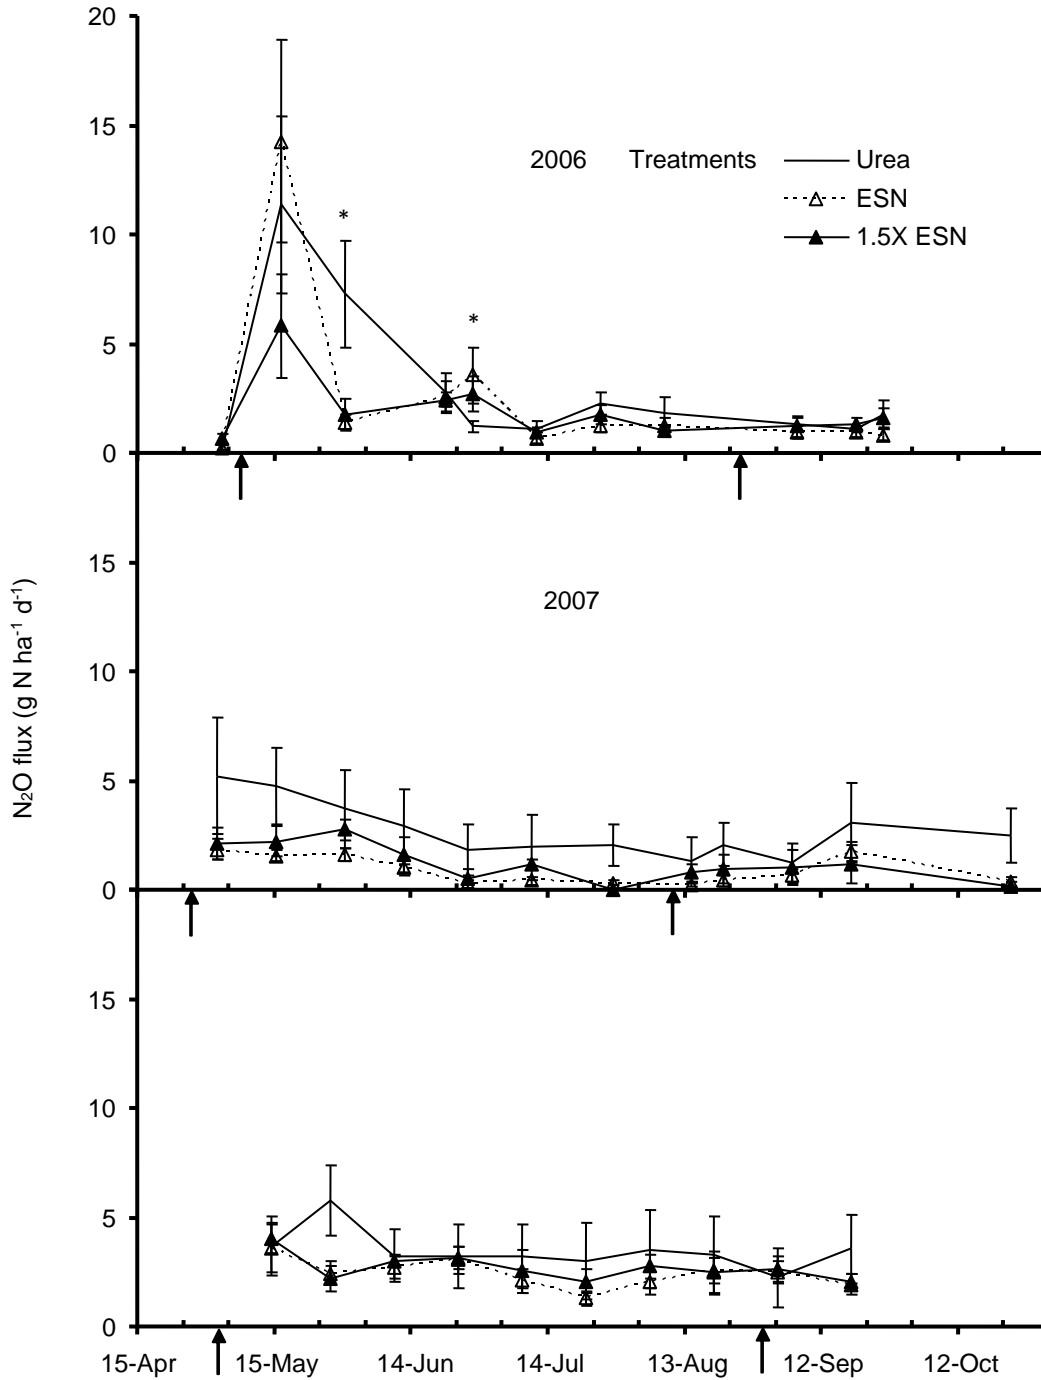 20
15
10
5
0
2006 Treatments
Urea
ESN
1.5X ESN
*
*
15
10
5
0
2007
N₂O flux (g N ha⁻¹ d⁻¹)
15
10
5
0
15-Apr 15-May 14-Jun 14-Jul 13-Aug 12-Sep 12-Oct